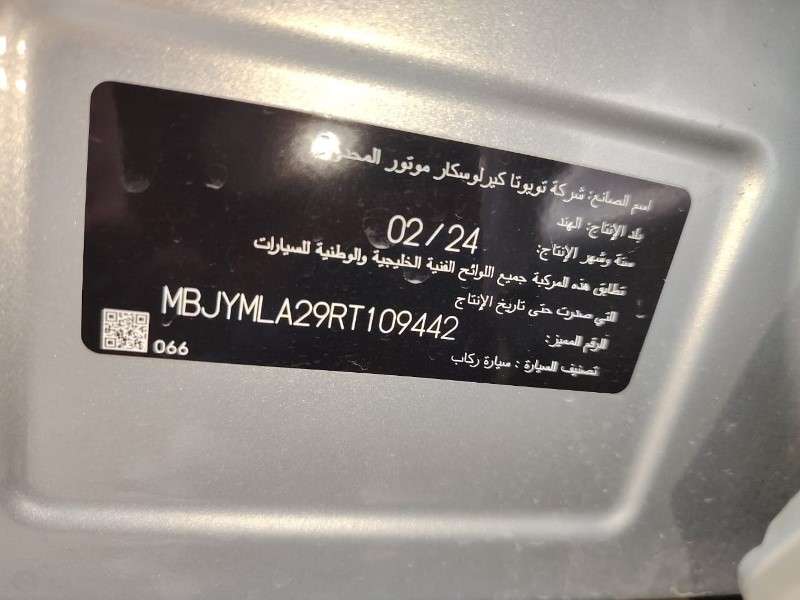 اسم الصانع: شركة تويوتا كيرلوسكار موتور المحدودة
بلد الإنتاج: الهند
سنة وشهر الإنتاج: 02/24
تطابق هذه المركبة جميع اللوائح الفنية الخليجية والوطنية للسيارات
التي صدرت حتى تاريخ الإنتاج
الرقم المميز: MBJYMLA29RT109442
تصنيف السيارة : سيارة ركاب
066